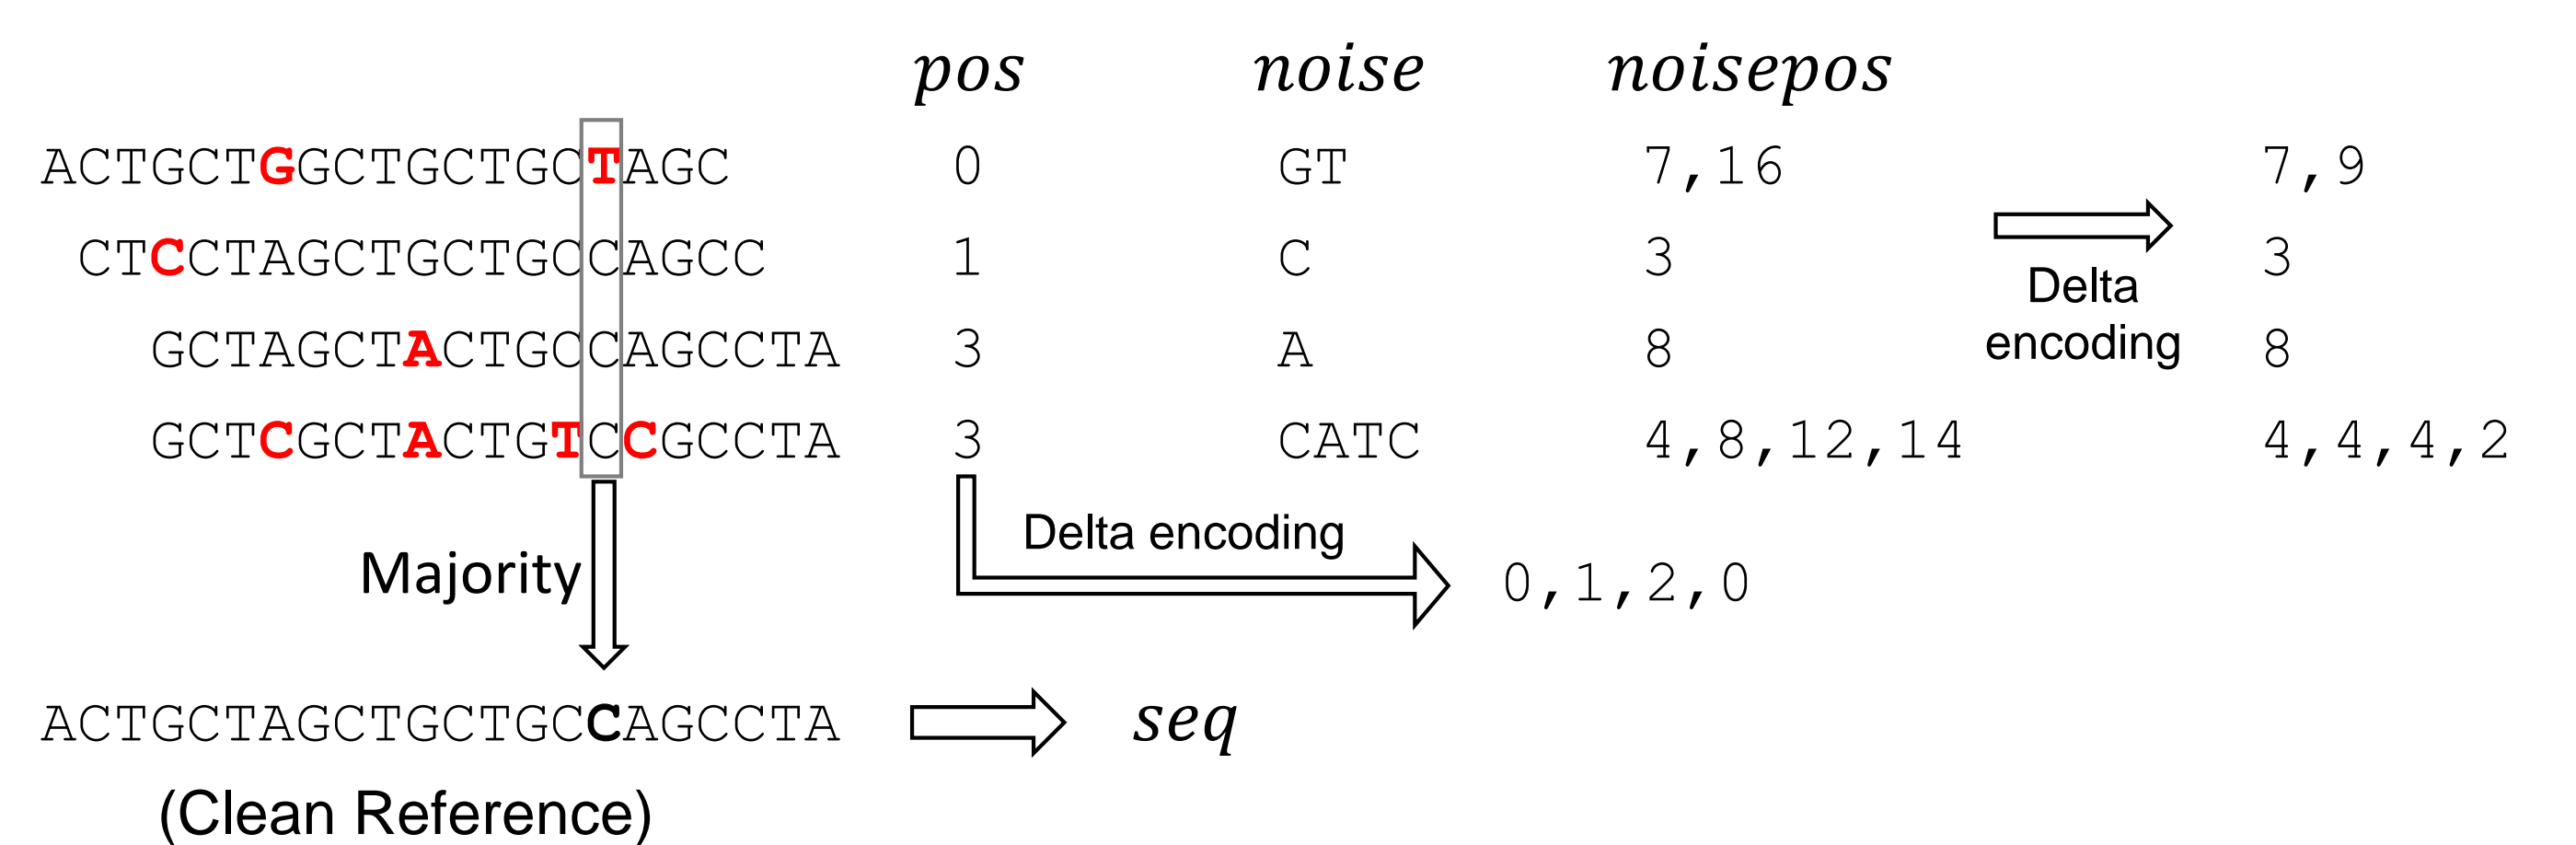 pos noise noisepos
ACTGCTGGCTGCTGCTAGC 0 GT 7,16 7,9
CTCCTAGCTGCTGCCAGCC 1 C 3 3
Delta encoding
GCTAGCTACTGCCAGCCTA 3 A 8 8
GCTCGCTACTGTCCGCCTA 3 CATC 4,8,12,14 4,4,4,2
Delta encoding
Majority 0,1,2,0
ACTGCTAGCTGCTGCCAGCCTA seq
(Clean Reference)